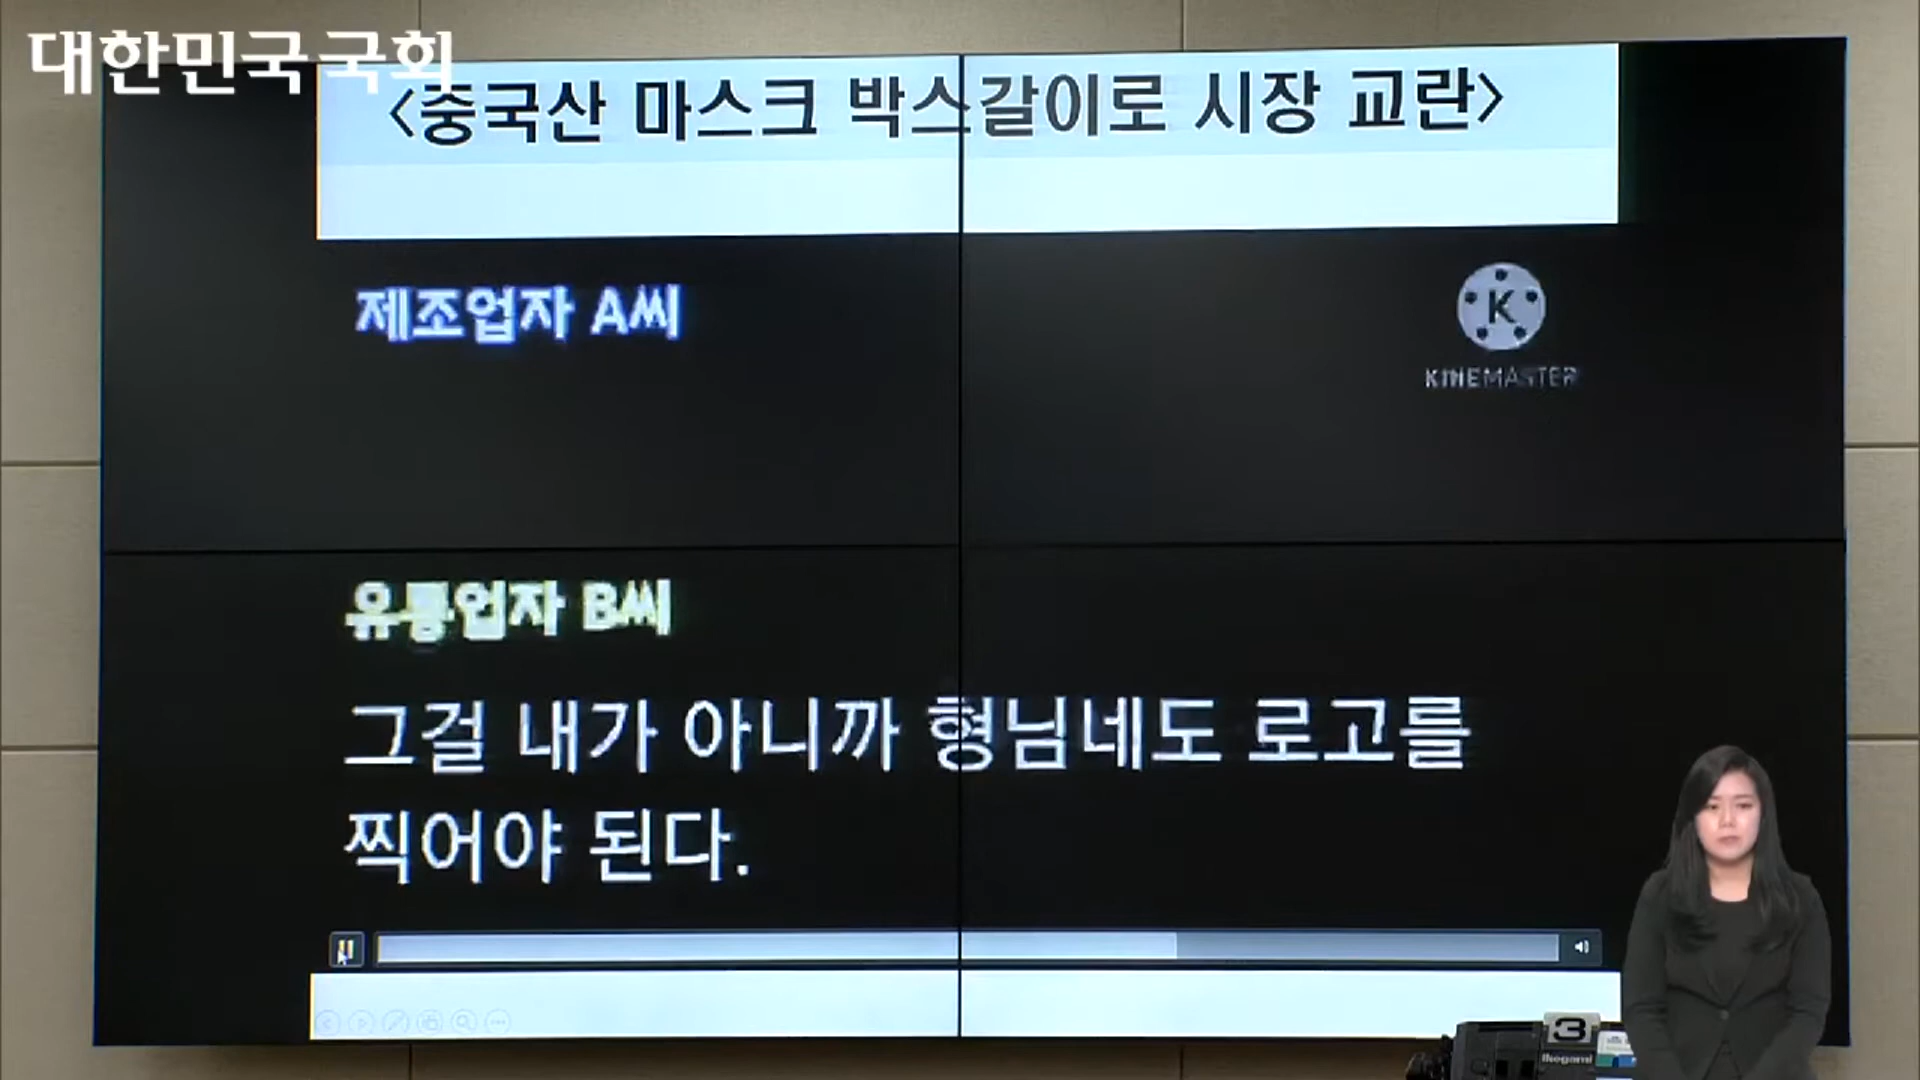 대한민국 국회
<중국산 마스크 박스갈이로 시장 교란>
제조업자 A씨
K
KINEMASTER
유통업자 B씨
그걸 내가 아니까 형님네도 로고를
찍어야 된다.
3
Ikegami